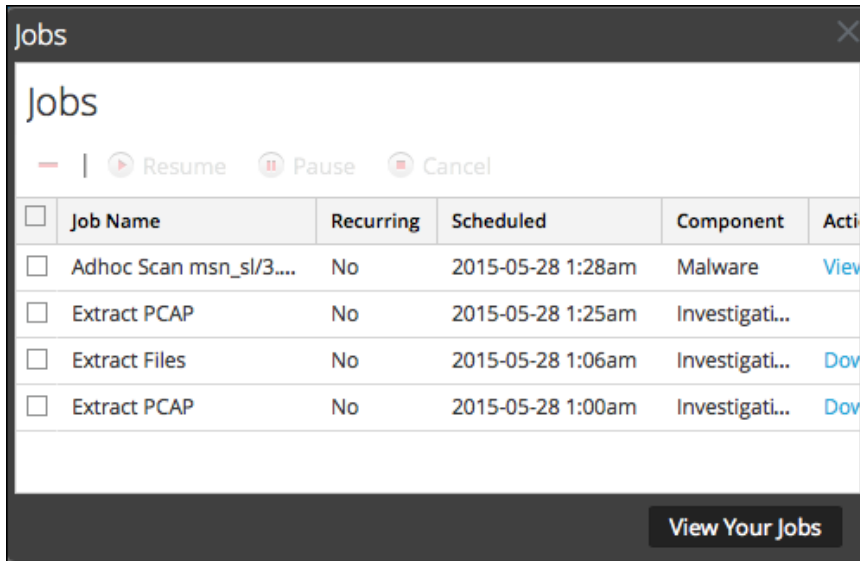 Jobs
Jobs
Resume Pause Cancel
Job Name Recurring Scheduled Component Acti
Adhoc Scan msn_sl/3.... No 2015-05-28 1:28am Malware View
Extract PCAP No 2015-05-28 1:25am Investigati...
Extract Files No 2015-05-28 1:06am Investigati... Dow
Extract PCAP No 2015-05-28 1:00am Investigati... Dow
View Your Jobs